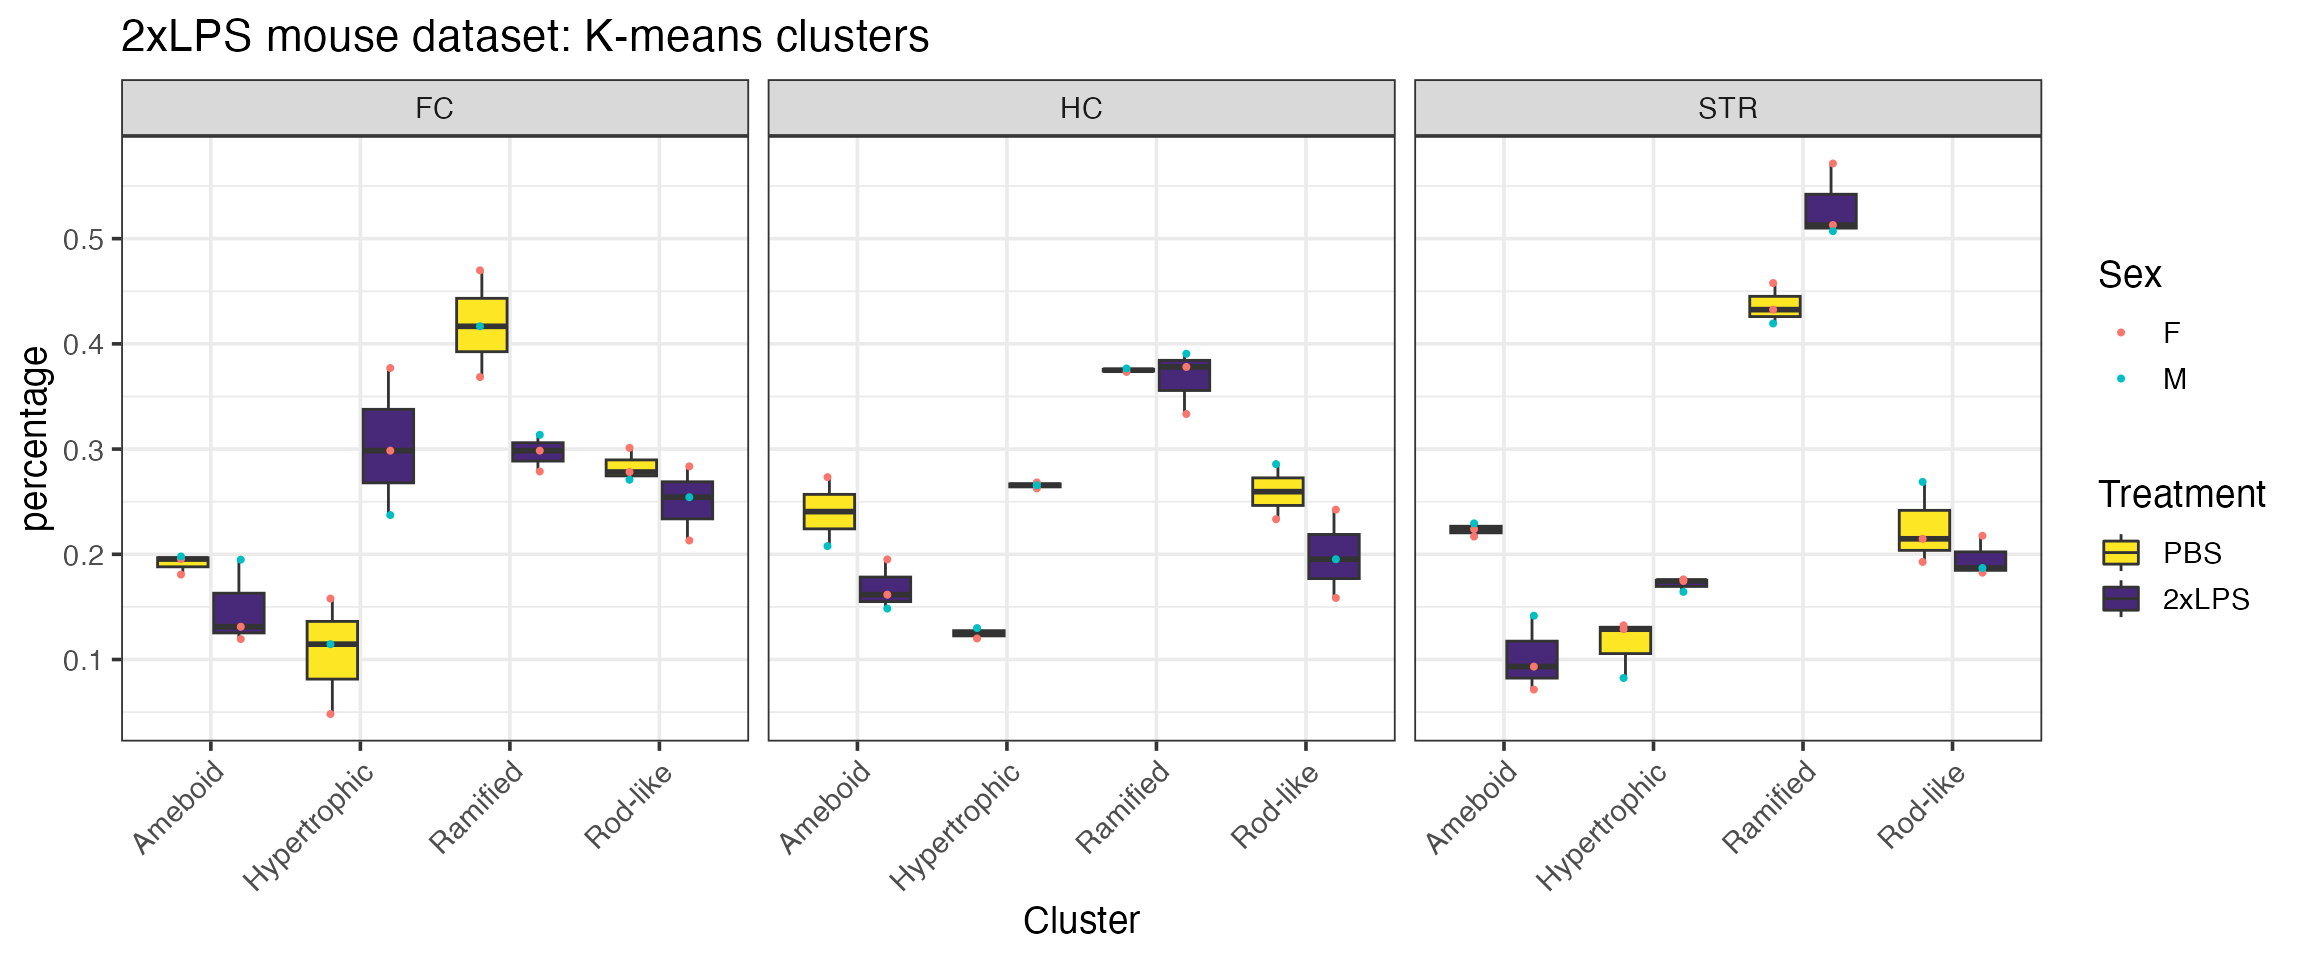 2xLPS mouse dataset: K-means clusters
FC
HC
STR
percentage
0.5
0.4
0.3
0.2
0.1
Ameboid
Hypertrophic
Ramified
Rod-like
Ameboid
Hypertrophic
Ramified
Rod-like
Ameboid
Hypertrophic
Ramified
Rod-like
Cluster
Sex
F
M
Treatment
PBS
2xLPS